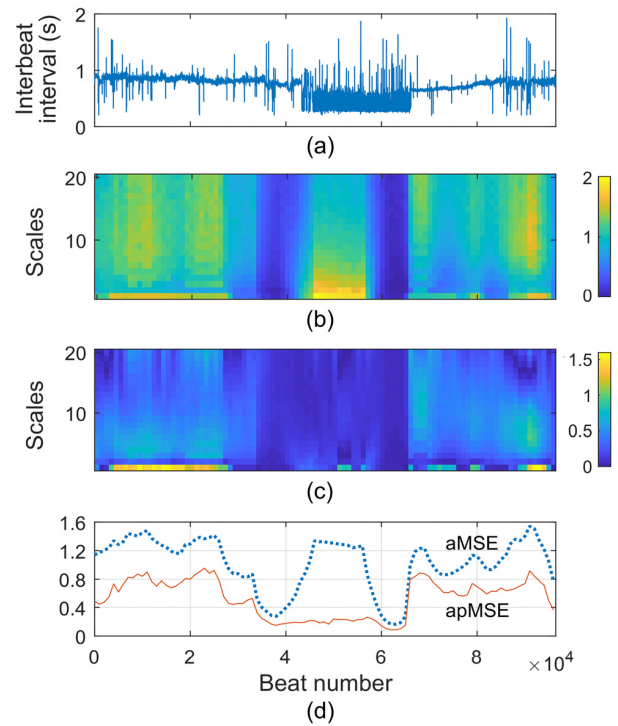 Interbeat
interval (s)
2
1
0
(a)
Scales
20
10
2
1
0
(b)
Scales
20
10
1.5
1
0.5
0
(c)
1.6
1.2
0.8
0.4
0
aMSE
apMSE
0 2 4 6 8 ×10⁴
Beat number
(d)